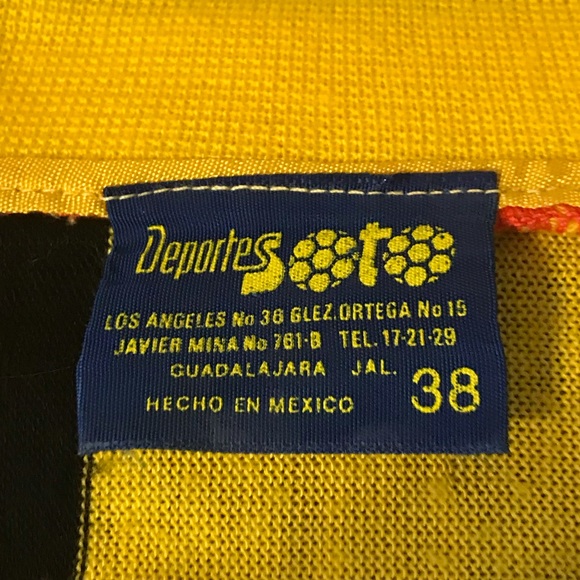 Deportes soto
LOS ANGELES No 38 GLEZ.ORTEGA No 15
JAVIER MINA No 761-B TEL. 17-21-29
GUADALAJARA JAL.
HECHO EN MEXICO 38